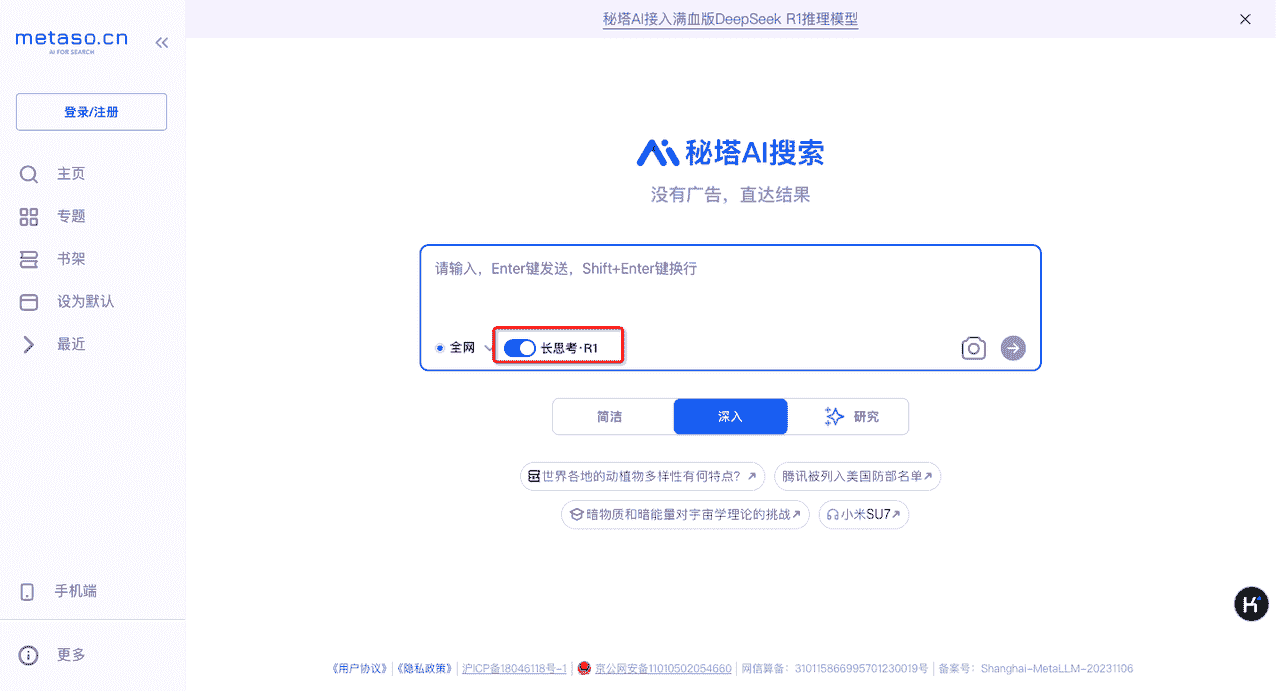 秘塔AI接入满血版DeepSeek R1推理模型
metaso.cn
AI FOR SEARCH
登录/注册
主页
专题
书架
设为默认
最近
手机端
更多
秘塔AI搜索
没有广告，直达结果
请输入，Enter键发送，Shift+Enter键换行
全网 长思考·R1
简洁 深入 研究
世界各地的动植物多样性有何特点？ 腾讯被列入美国防部名单
暗物质和暗能量对宇宙学理论的挑战 小米SU7
K
《用户协议》 《隐私政策》 沪ICP备18046118号-1 京公网安备11010502054660 网信算备：310115866995701230019号 备案号：Shanghai-MetaLLM-20231106